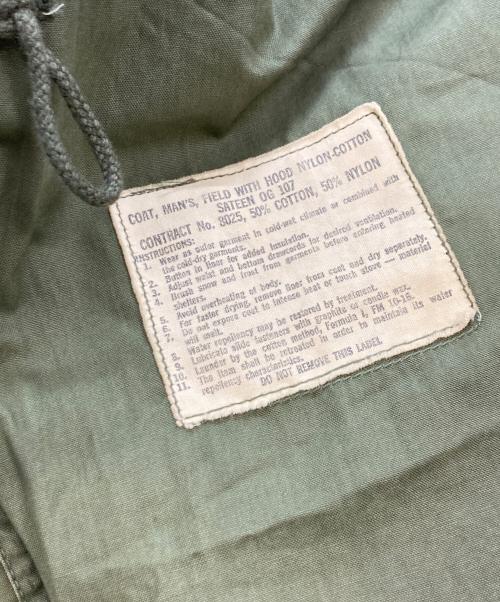 COAT, MAN'S, FIELD WITH HOOD NYLON-COTTON
SATEEN OG 107
CONTRACT No. 8025, 50% COTTON, 50% NYLON
INSTRUCTIONS:
1. Wear as outer garment in cold-wet climate or combined with
the cold-dry garments.
2. Button in liner for added insulation.
3. Adjust waist and bottom drawcords for desired ventilation.
4. Brush snow and frost from garments before entering heated
shelters.
5. Avoid overheating of body.
6. For faster drying, remove liner from coat and dry separately.
7. Do not expose coat to intense heat or touch stove — material
will melt.
8. Water repellency may be restored by treatment.
9. Lubricate slide fasteners with graphite or candle wax.
10. Launder by the cotton method, Formula I, FM 10-16.
11. The item shall be retreated in order to maintain its water
repellency characteristics.
DO NOT REMOVE THIS LABEL